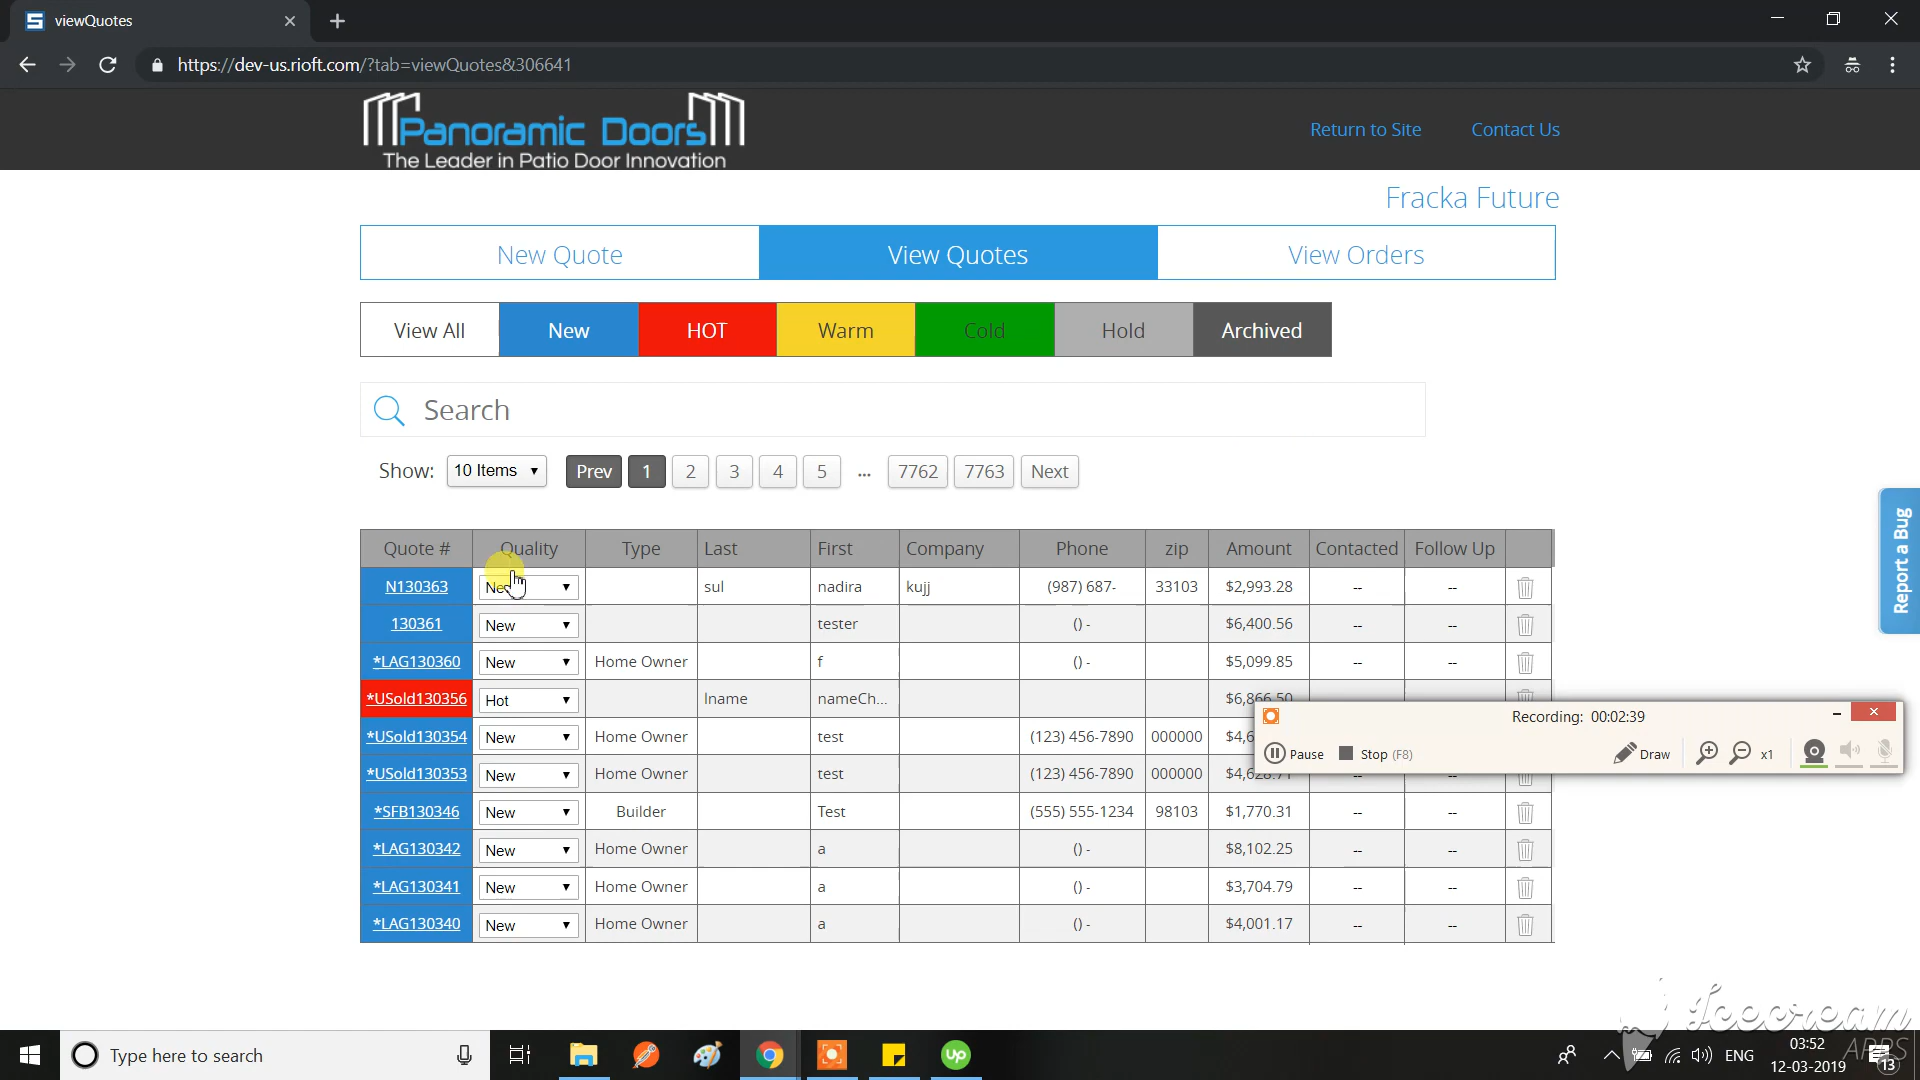 viewQuotes
https://dev-us.rioft.com/?tab=viewQuotes&306641
Panoramic Doors
The Leader in Patio Door Innovation
Return to Site Contact Us
Fracka Future
New Quote View Quotes View Orders
View All New HOT Warm Cold Hold Archived
Search
Show: 10 Items Prev 1 2 3 4 5 ... 7762 7763 Next
Quote # Quality Type Last First Company Phone zip Amount Contacted Follow Up
N130363 New sul nadira kujj (987) 687- 33103 $2,993.28 -- --
130361 New tester () - $6,400.56 -- --
*LAG130360 New Home Owner f () - $5,099.85 -- --
*USold130356 Hot lname nameCh... $6,866.50
*USold130354 New Home Owner test (123) 456-7890 000000
*USold130353 New Home Owner test (123) 456-7890 000000
*SFB130346 New Builder Test (555) 555-1234 98103 $1,770.31 -- --
*LAG130342 New Home Owner a () - $8,102.25 -- --
*LAG130341 New Home Owner a () - $3,704.79 -- --
*LAG130340 New Home Owner a () - $4,001.17 -- --
Report a Bug
Recording: 00:02:39
Pause Stop (F8) Draw x1
Icecream
APPS
Type here to search
up
ENG
03:52
12-03-2019
13